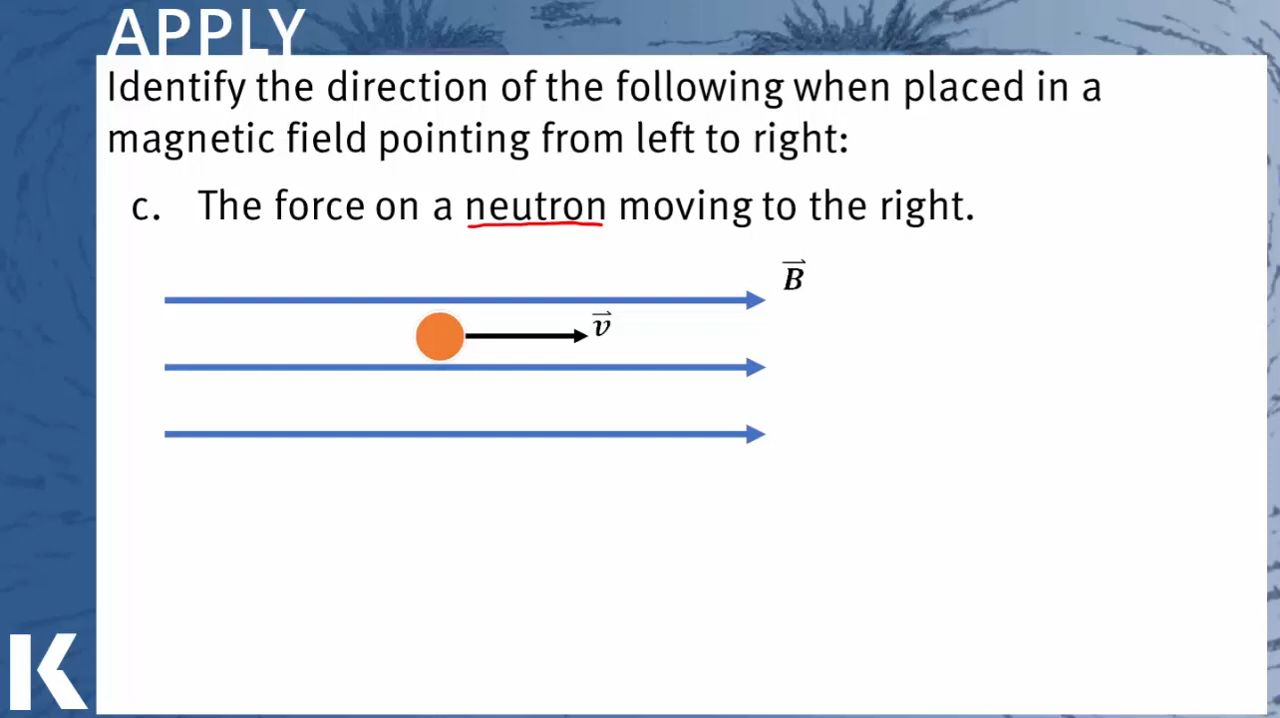 APPLY
Identify the direction of the following when placed in a
magnetic field pointing from left to right:
c. The force on a neutron moving to the right.
B
v
K